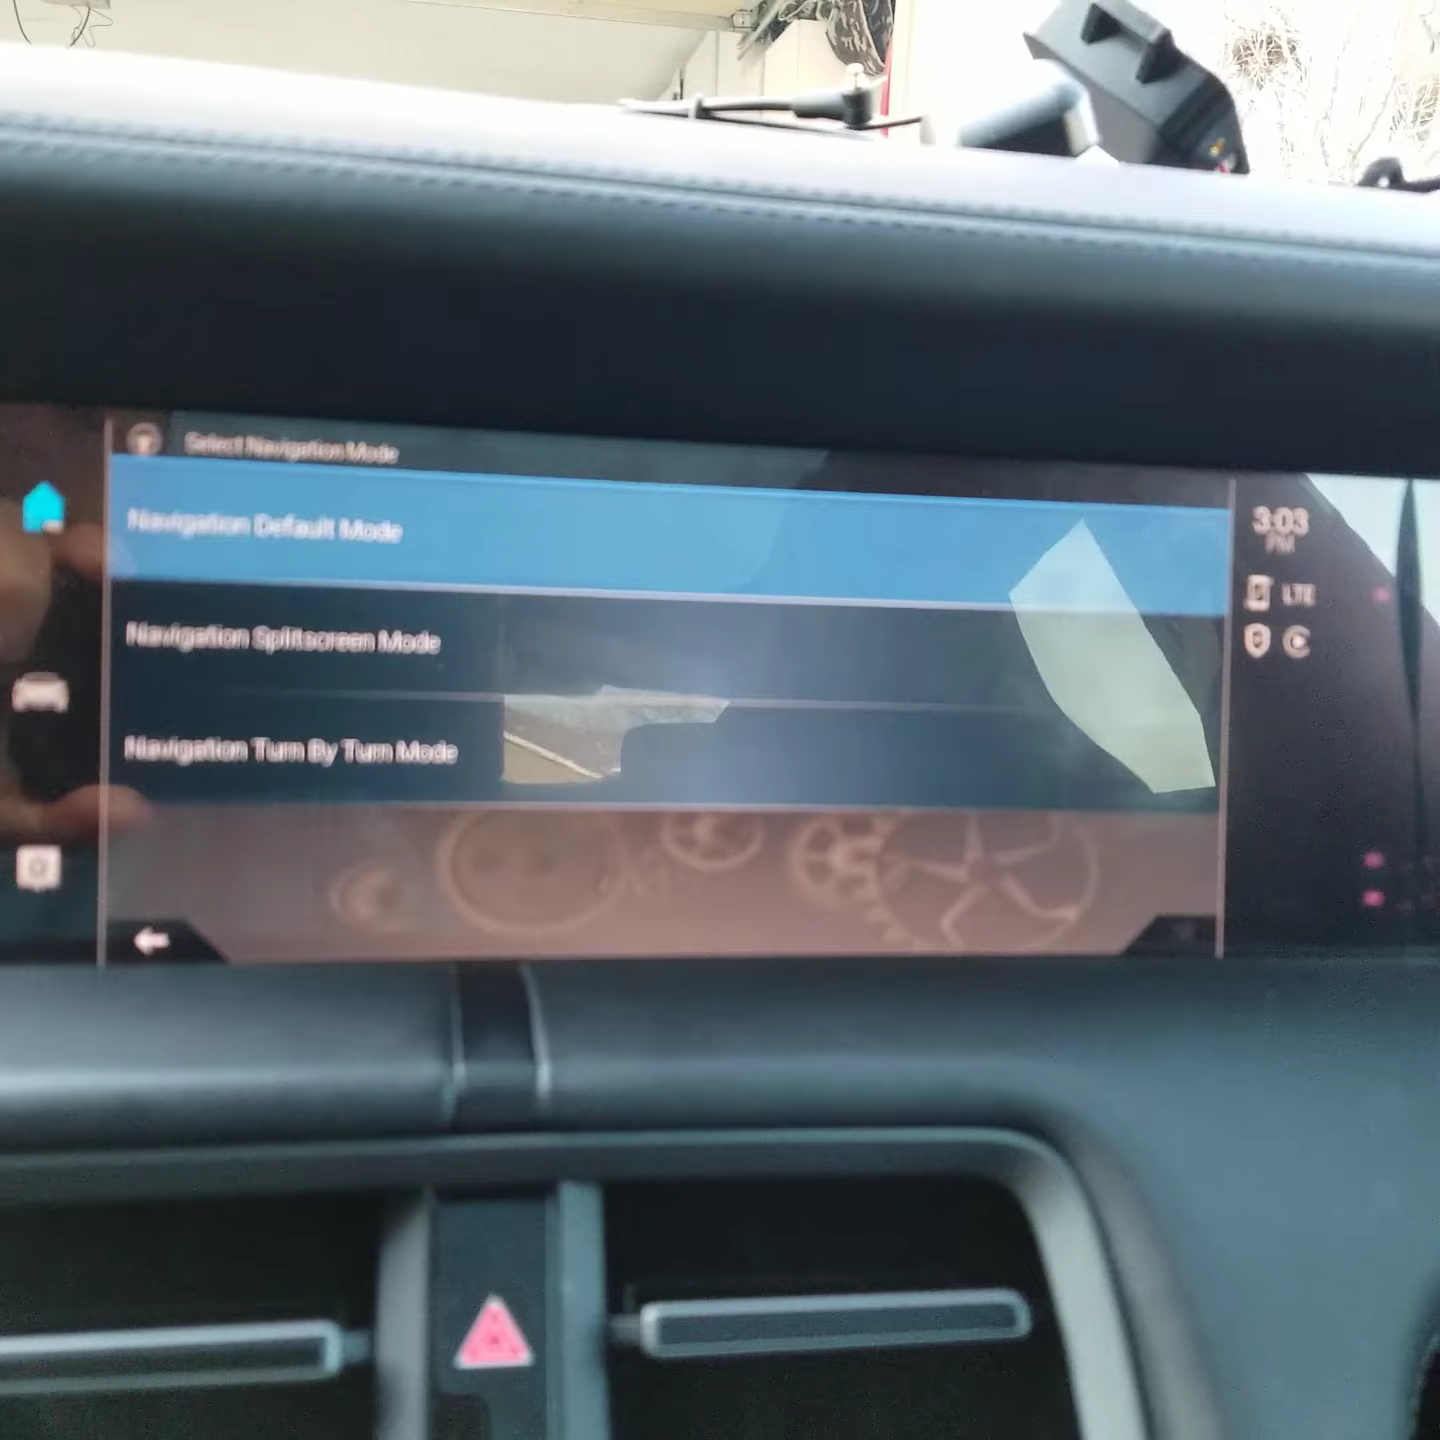 Select Navigation Mode
Navigation Default Mode
Navigation Splitscreen Mode
Navigation Turn By Turn Mode
3:03
PM
LTE